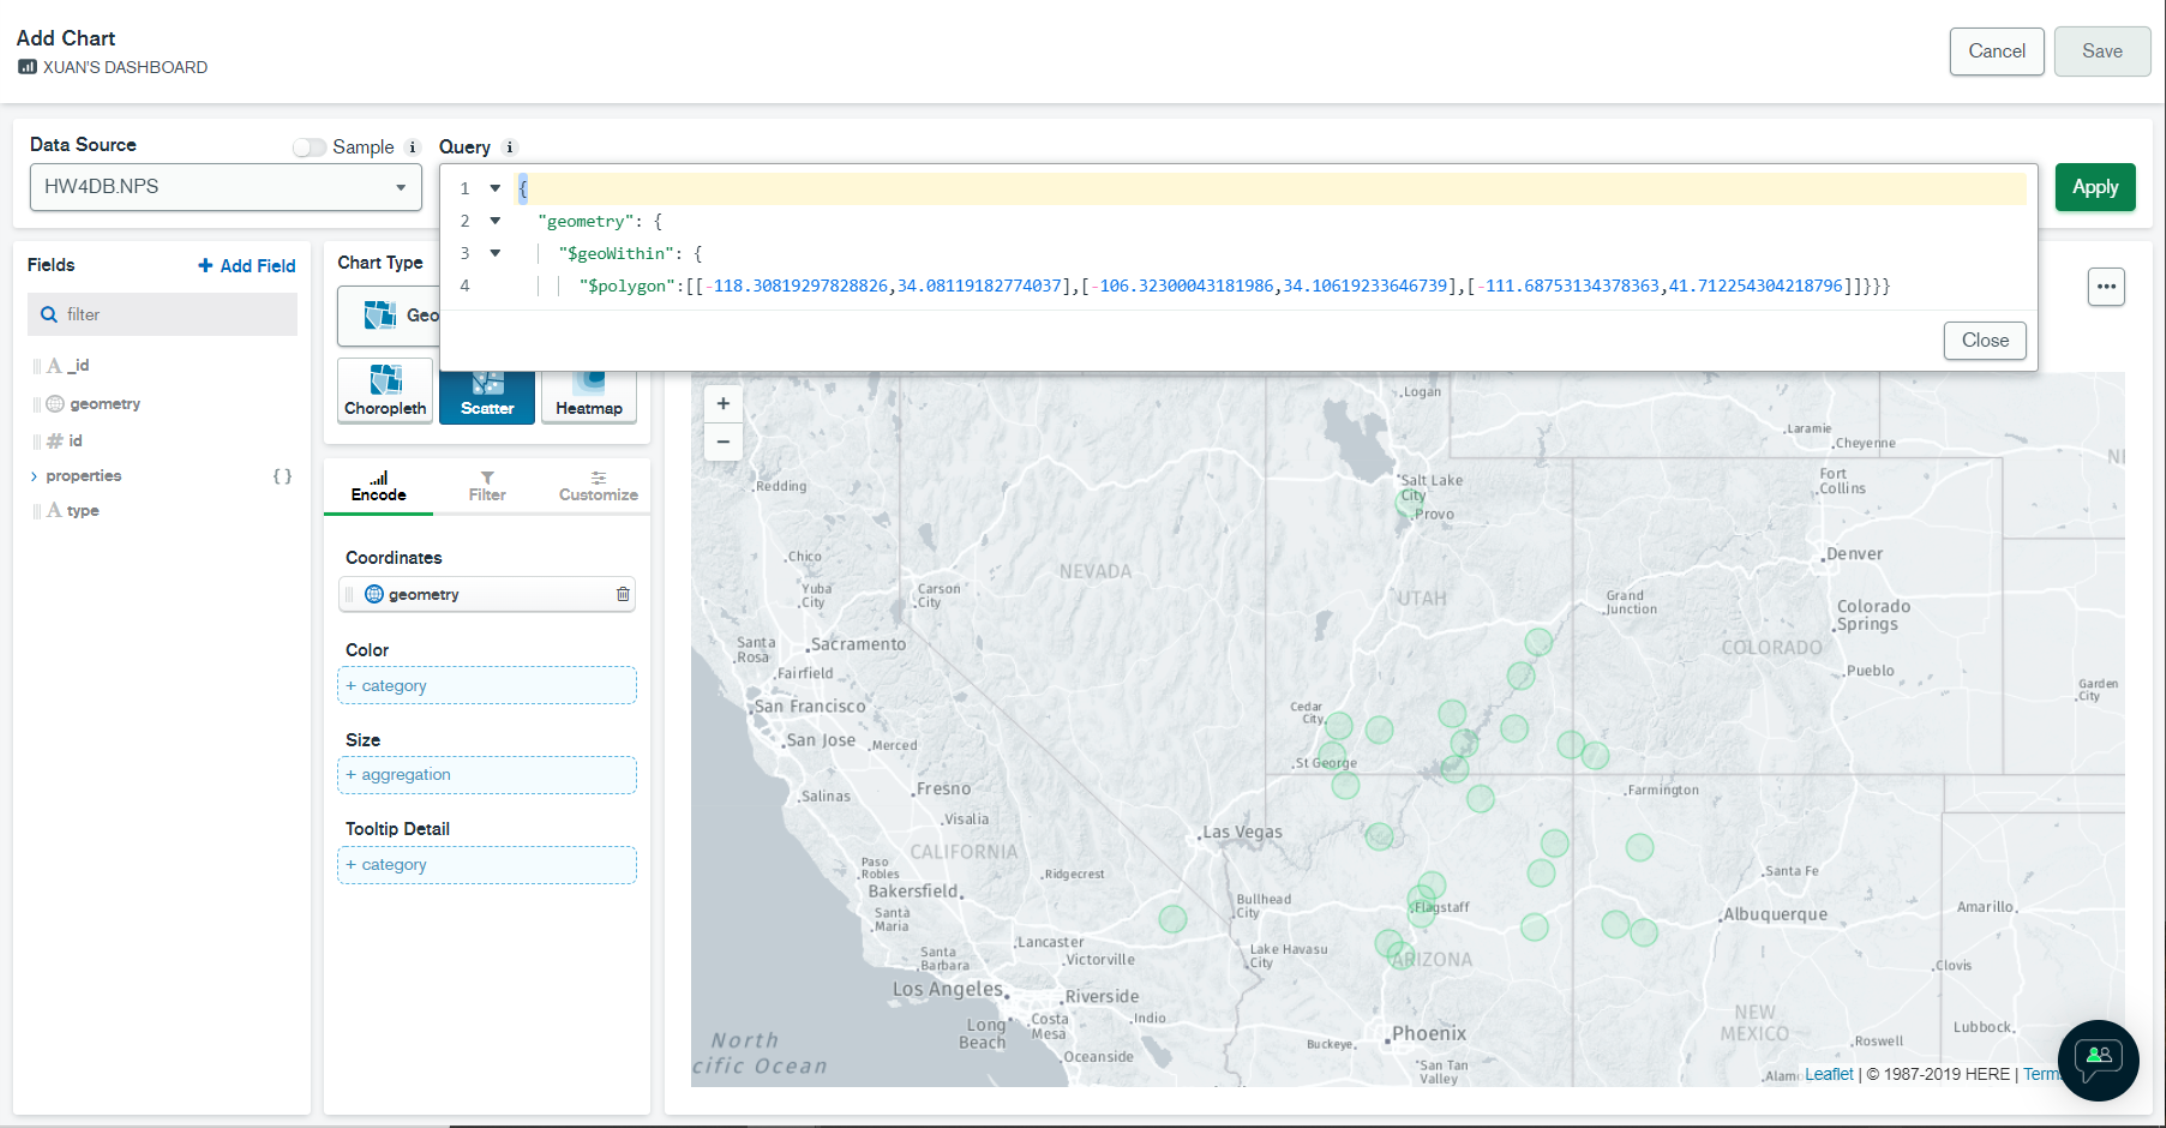 Add Chart
XUAN'S DASHBOARD
Cancel
Save
Data Source
Sample
i
Query
i
HW4DB.NPS
1 {
2 "geometry": {
3 "$geoWithin": {
4 "$polygon":[[-118.30819297828826,34.08119182774037],[-106.32300043181986,34.10619233646739],[-111.68753134378363,41.712254304218796]]}}}
Apply
Close
Fields
+ Add Field
filter
A _id
geometry
# id
properties { }
A type
Chart Type
Geo
Choropleth
Scatter
Heatmap
Encode
Filter
Customize
Coordinates
geometry
Color
+ category
Size
+ aggregation
Tooltip Detail
+ category
...
+
−
Logan
Laramie
Cheyenne
Redding
Salt Lake
City
Provo
Fort
Collins
Chico
NEVADA
Denver
Yuba
City
Carson
City
UTAH
Grand
Junction
Colorado
Springs
Santa
Rosa
Sacramento
COLORADO
Fairfield
Pueblo
Garden
City
San Francisco
Cedar
City
San Jose
Merced
St George
Salinas
Fresno
Farmington
Visalia
Las Vegas
CALIFORNIA
Paso
Robles
Ridgecrest
Santa Fe
Bakersfield
Bullhead
City
Santa
Maria
Flagstaff
Albuquerque
Amarillo
Lancaster
Lake Havasu
City
Santa
Barbara
Victorville
ARIZONA
Clovis
Los Angeles
Riverside
NEW
MEXICO
Long
Beach
Costa
Mesa
Indio
Phoenix
Lubbock
North
cific Ocean
Oceanside
Buckeye
Roswell
San Tan
Valley
Alamo
Leaflet | © 1987-2019 HERE | Term